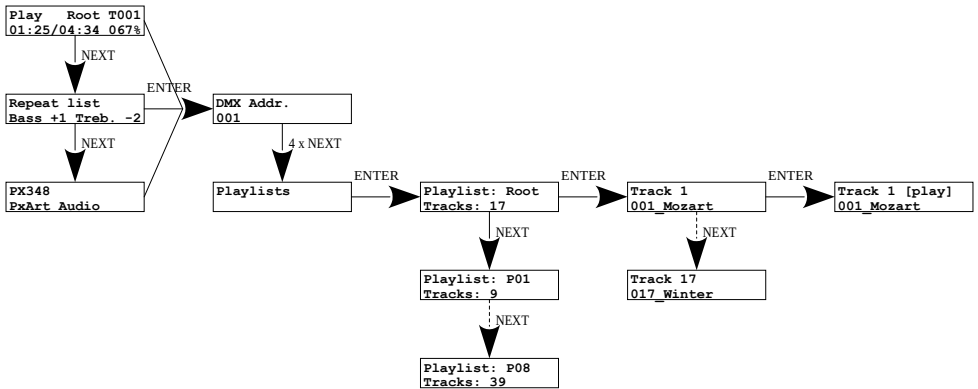 Play   Root T001
01:25/04:34 067%
NEXT
ENTER
Repeat list
Bass +1 Treb. -2
DMX Addr.
001
NEXT
4 x NEXT
PX348
PxArt Audio
Playlists
ENTER
Playlist: Root
Tracks: 17
ENTER
Track 1
001_Mozart
ENTER
Track 1 [play]
001_Mozart
NEXT
NEXT
Playlist: P01
Tracks: 9
Track 17
017_Winter
NEXT
Playlist: P08
Tracks: 39